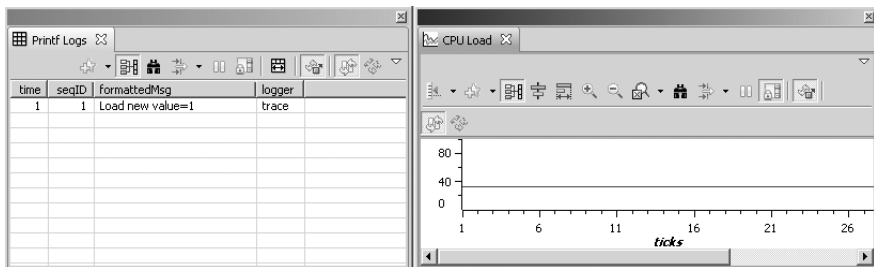 Printf Logs
time seqID formattedMsg logger
1 1 Load new value=1 trace
CPU Load
80
40
0
1 6 11 16 21 26
ticks